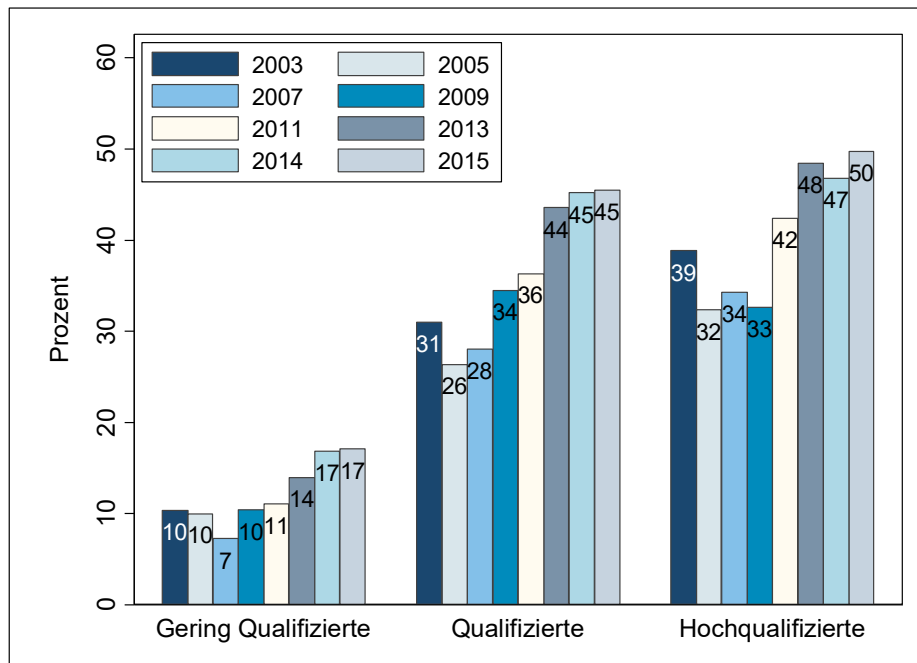 Prozent
60
50
40
30
20
10
0
2003 2005
2007 2009
2011 2013
2014 2015
10 10 7 10 11 14 17 17
31 26 28 34 36 44 45 45
39 32 34 33 42 48 47 50
Gering Qualifizierte Qualifizierte Hochqualifizierte